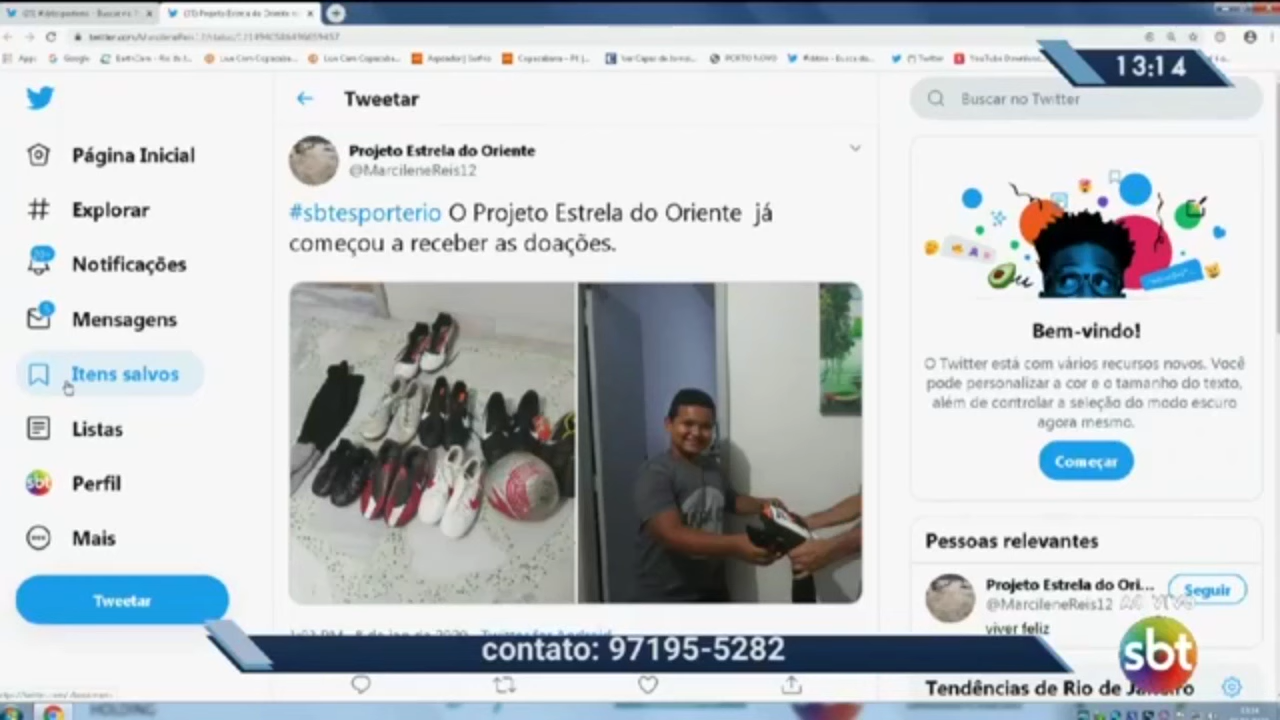 13:14
Tweetar
Buscar no Twitter
Página Inicial
Explorar
Notificações
Mensagens
Itens salvos
Listas
Perfil
Mais
Tweetar
Projeto Estrela do Oriente
@MarcileneReis12
#sbtesporterio O Projeto Estrela do Oriente já
começou a receber as doações.
Bem-vindo!
O Twitter está com vários recursos novos. Você
pode personalizar a cor e o tamanho do texto,
além de controlar a seleção do modo escuro
agora mesmo.
Começar
Pessoas relevantes
Projeto Estrela do Ori...
Seguir
@MarcileneReis12
AO VIVO
viver feliz
contato: 97195-5282
sbt
Tendências de Rio de Janeiro